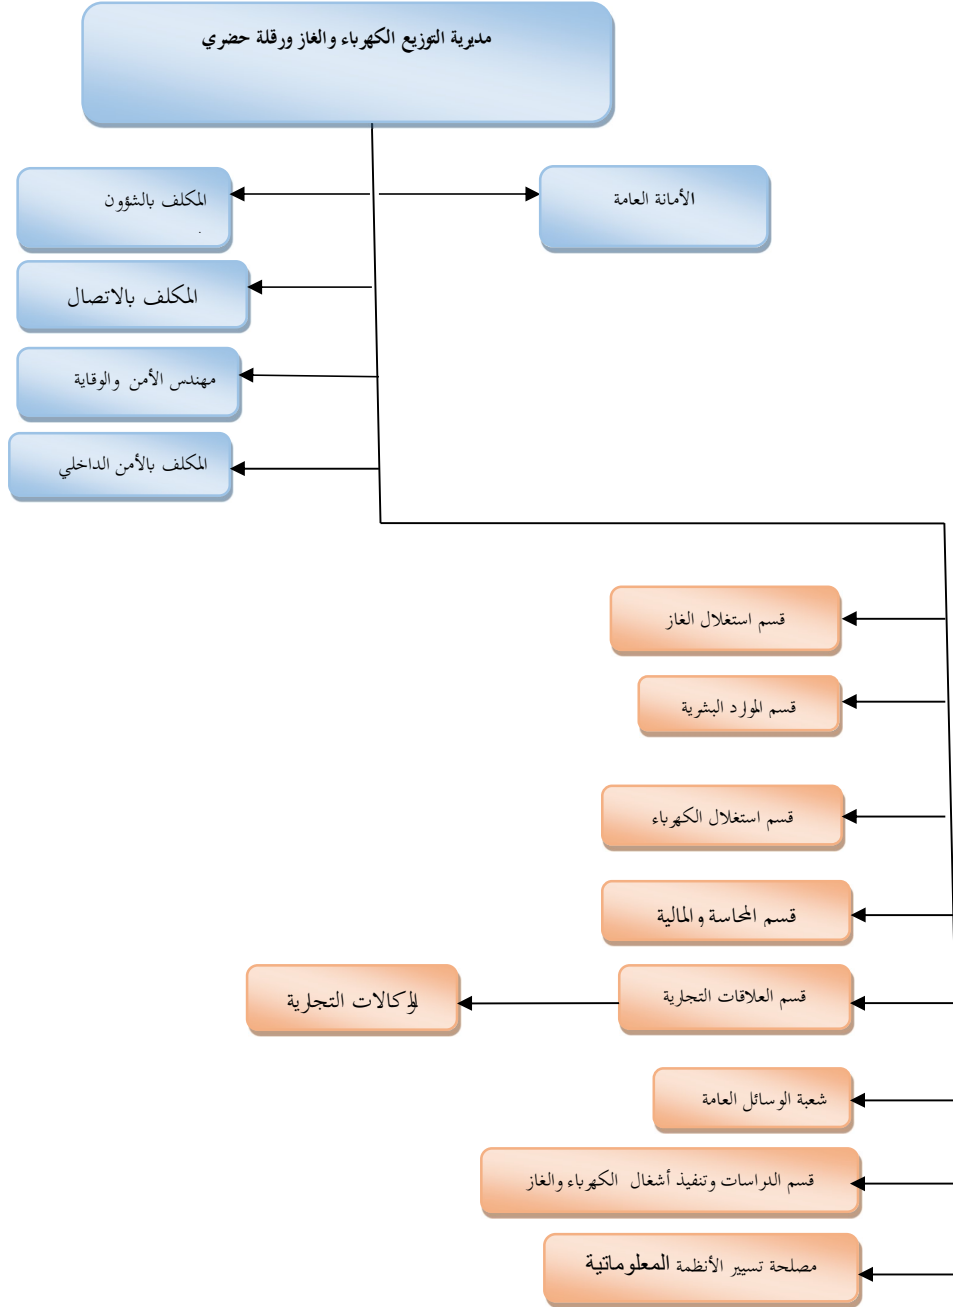 مديرية التوزيع الكهرباء والغاز ورقلة حضري
الأمانة العامة
المكلف بالشؤون
المكلف بالاتصال
مهندس الأمن والوقاية
المكلف بالأمن الداخلي
قسم استغلال الغاز
قسم الموارد البشرية
قسم استغلال الكهرباء
قسم المحاسة و المالية
قسم العلاقات التجارية
الوكالات التجارية
شعبة الوسائل العامة
قسم الدراسات وتنفيذ أشغال الكهرباء والغاز
مصلحة تسيير الأنظمة المعلوماتية